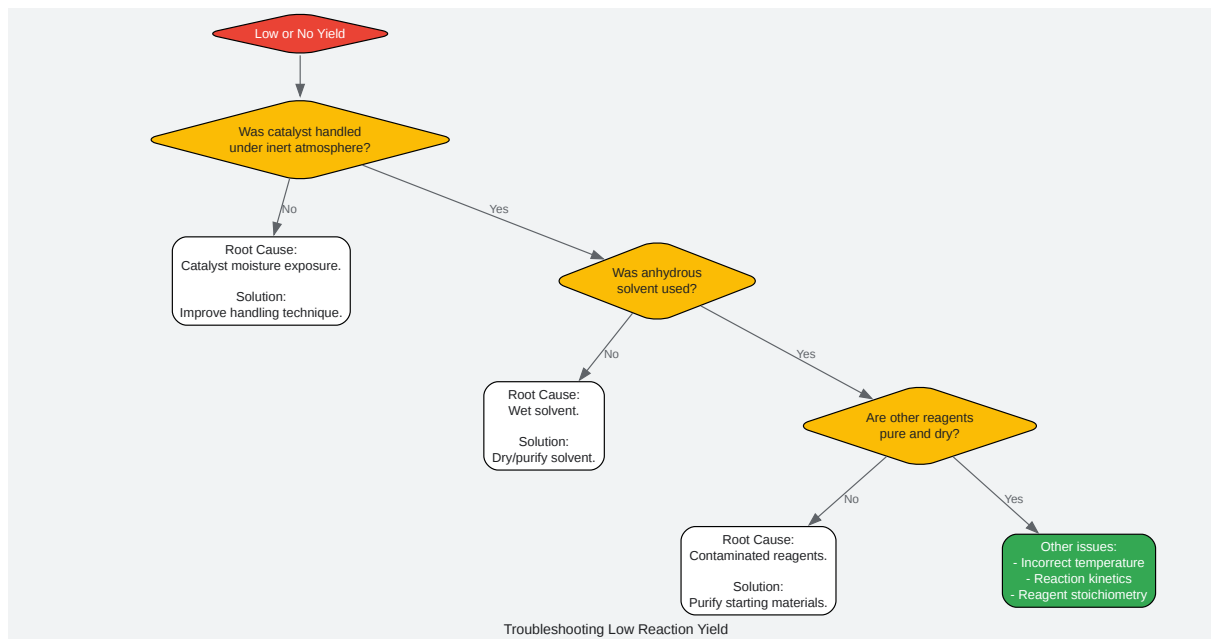 Low or No Yield
Was catalyst handled
under inert atmosphere?
No
Yes
Root Cause:
Catalyst moisture exposure.
Solution:
Improve handling technique.
Was anhydrous
solvent used?
No
Yes
Root Cause:
Wet solvent.
Solution:
Dry/purify solvent.
Are other reagents
pure and dry?
No
Yes
Root Cause:
Contaminated reagents.
Solution:
Purify starting materials.
Other issues:
- Incorrect temperature
- Reaction kinetics
- Reagent stoichiometry
Troubleshooting Low Reaction Yield